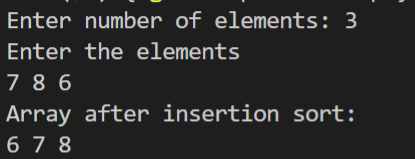 Enter number of elements: 3
Enter the elements
7 8 6
Array after insertion sort:
6 7 8